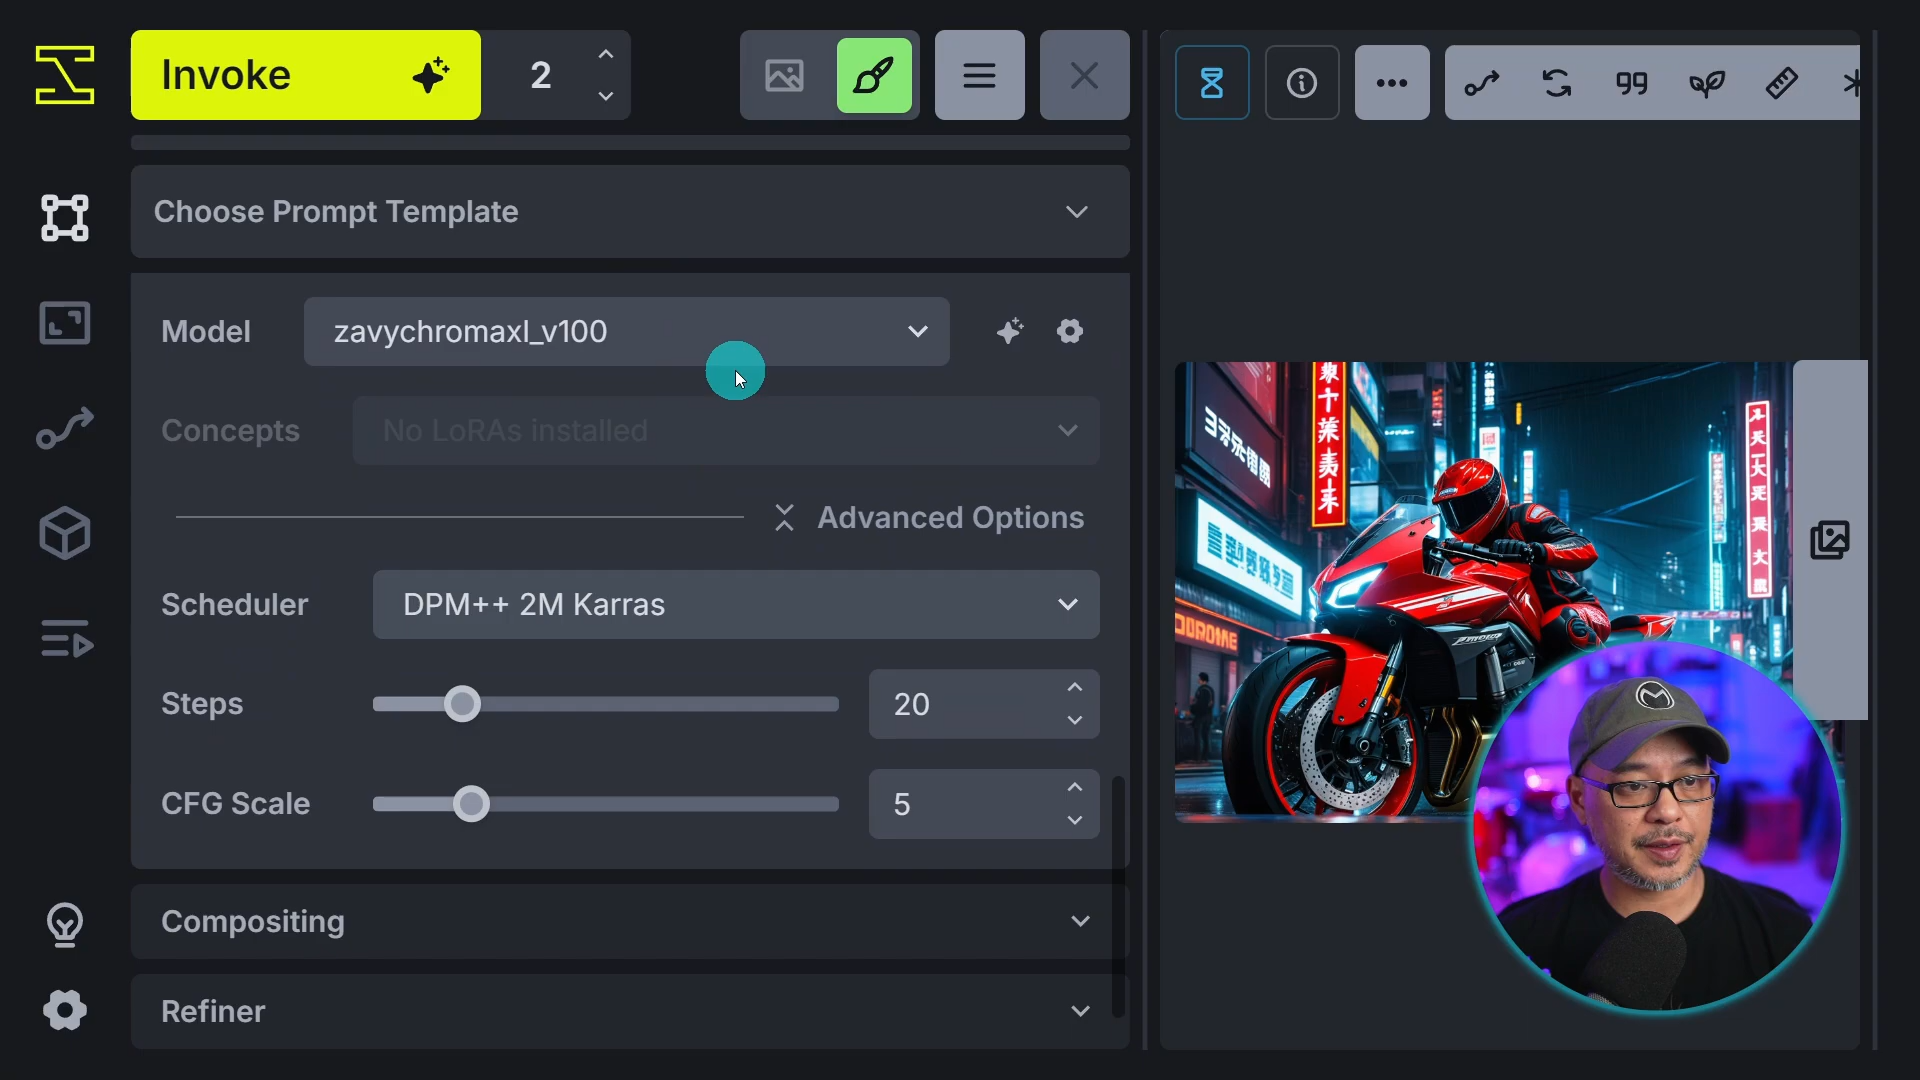 Invoke
2
Choose Prompt Template
Model
zavychromaxl_v100
Concepts
No LoRAs installed
Advanced Options
Scheduler
DPM++ 2M Karras
Steps
20
CFG Scale
5
Compositing
Refiner